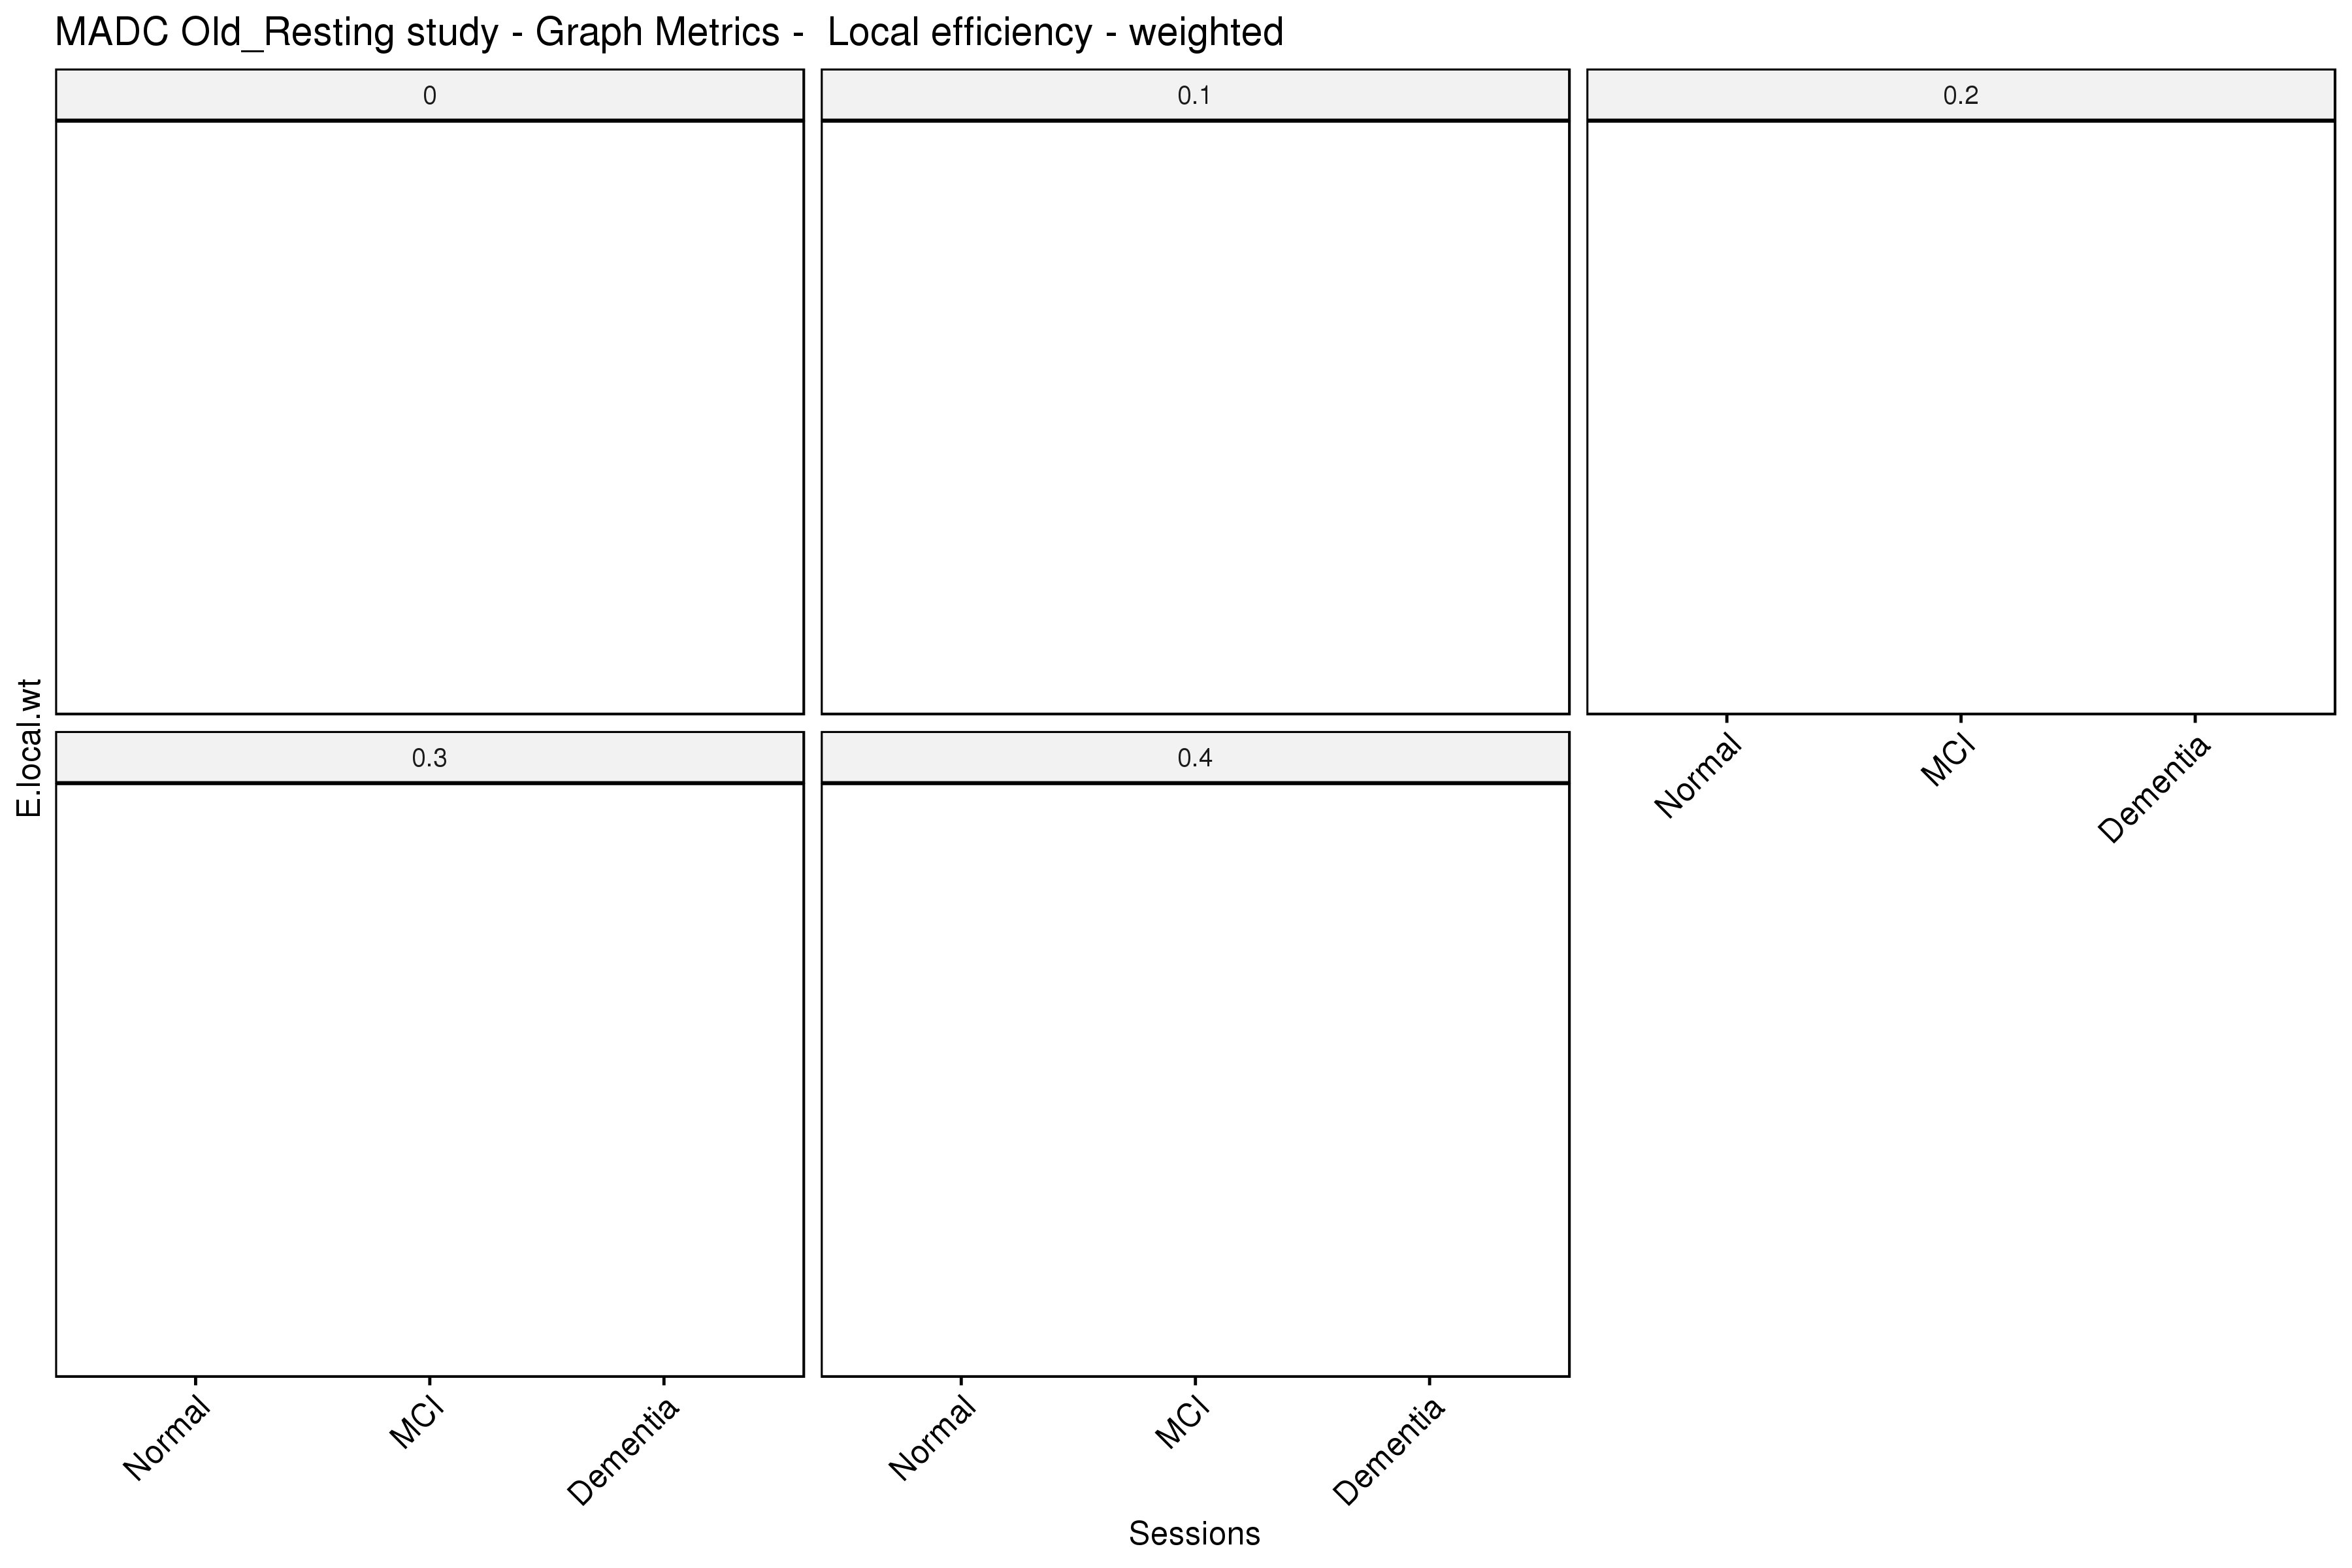 MADC Old_Resting study - Graph Metrics -  Local efficiency - weighted
0
0.1
0.2
E.local.wt
Normal
MCI
Dementia
0.3
0.4
Normal
MCI
Dementia
Normal
MCI
Dementia
Sessions